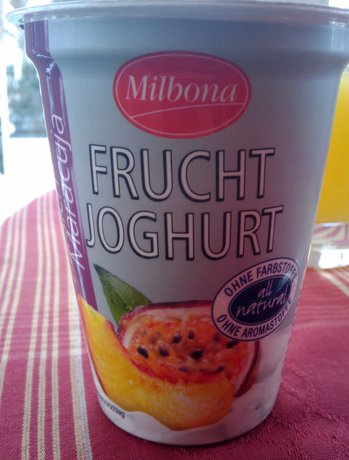 Milbona
Maracuja
FRUCHT
JOGHURT
OHNE FARBSTOFFE
all
natural
OHNE AROMASTOFFE